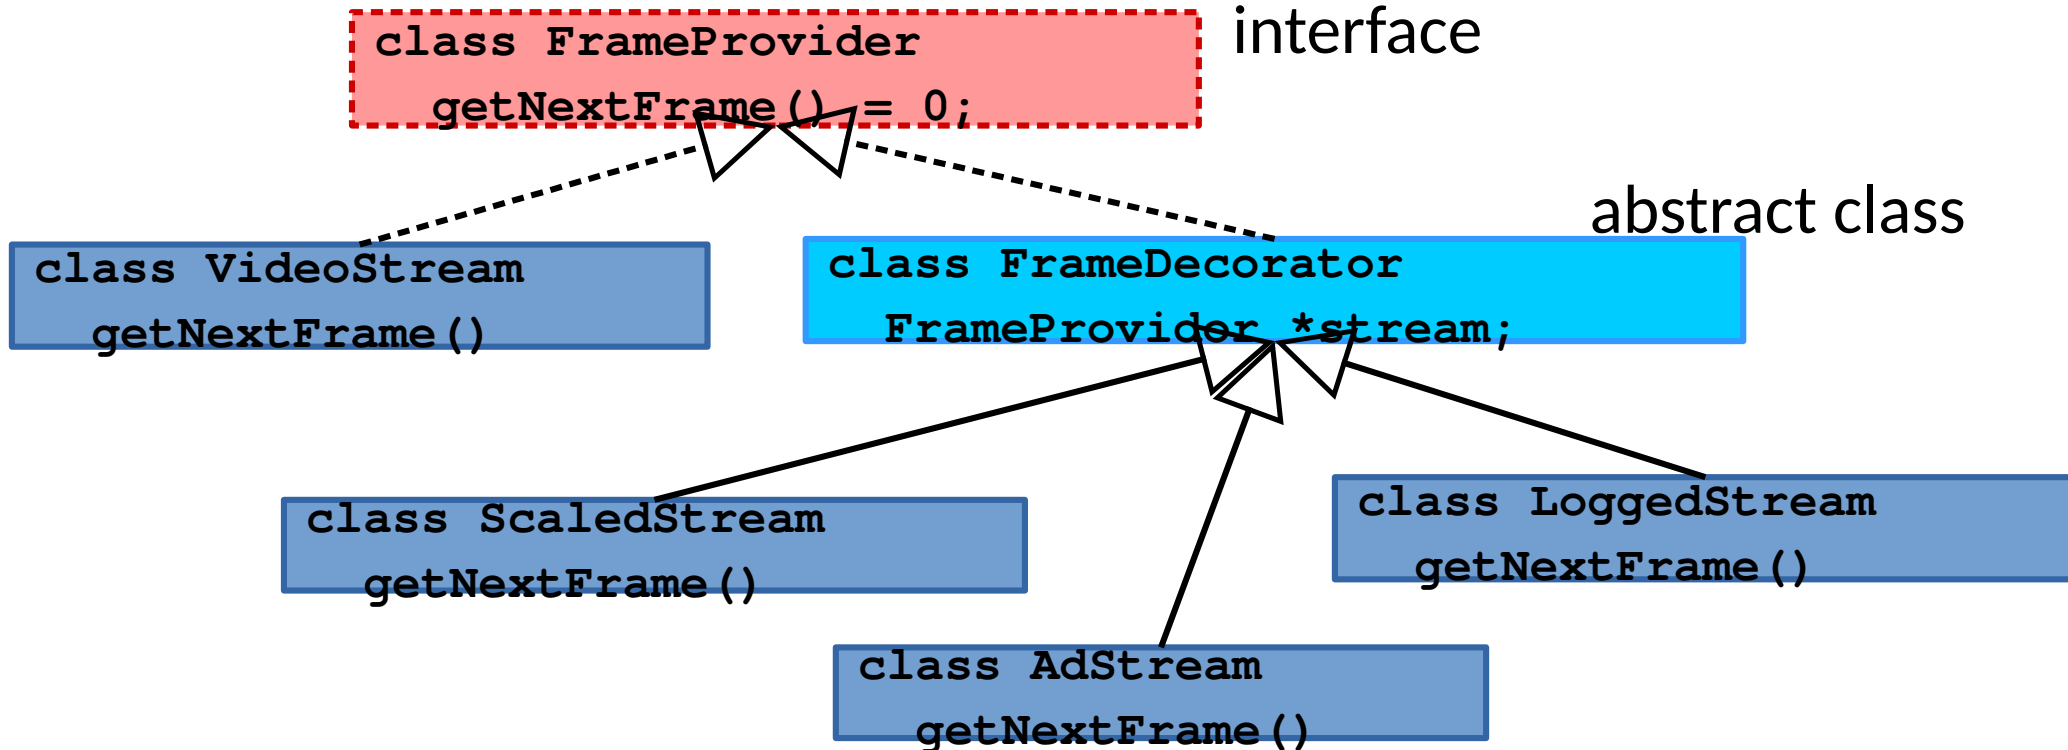 class FrameProvider
getNextFrame() = 0;
interface
abstract class
class VideoStream
getNextFrame()
class FrameDecorator
FrameProvider *stream;
class ScaledStream
getNextFrame()
class LoggedStream
getNextFrame()
class AdStream
getNextFrame()